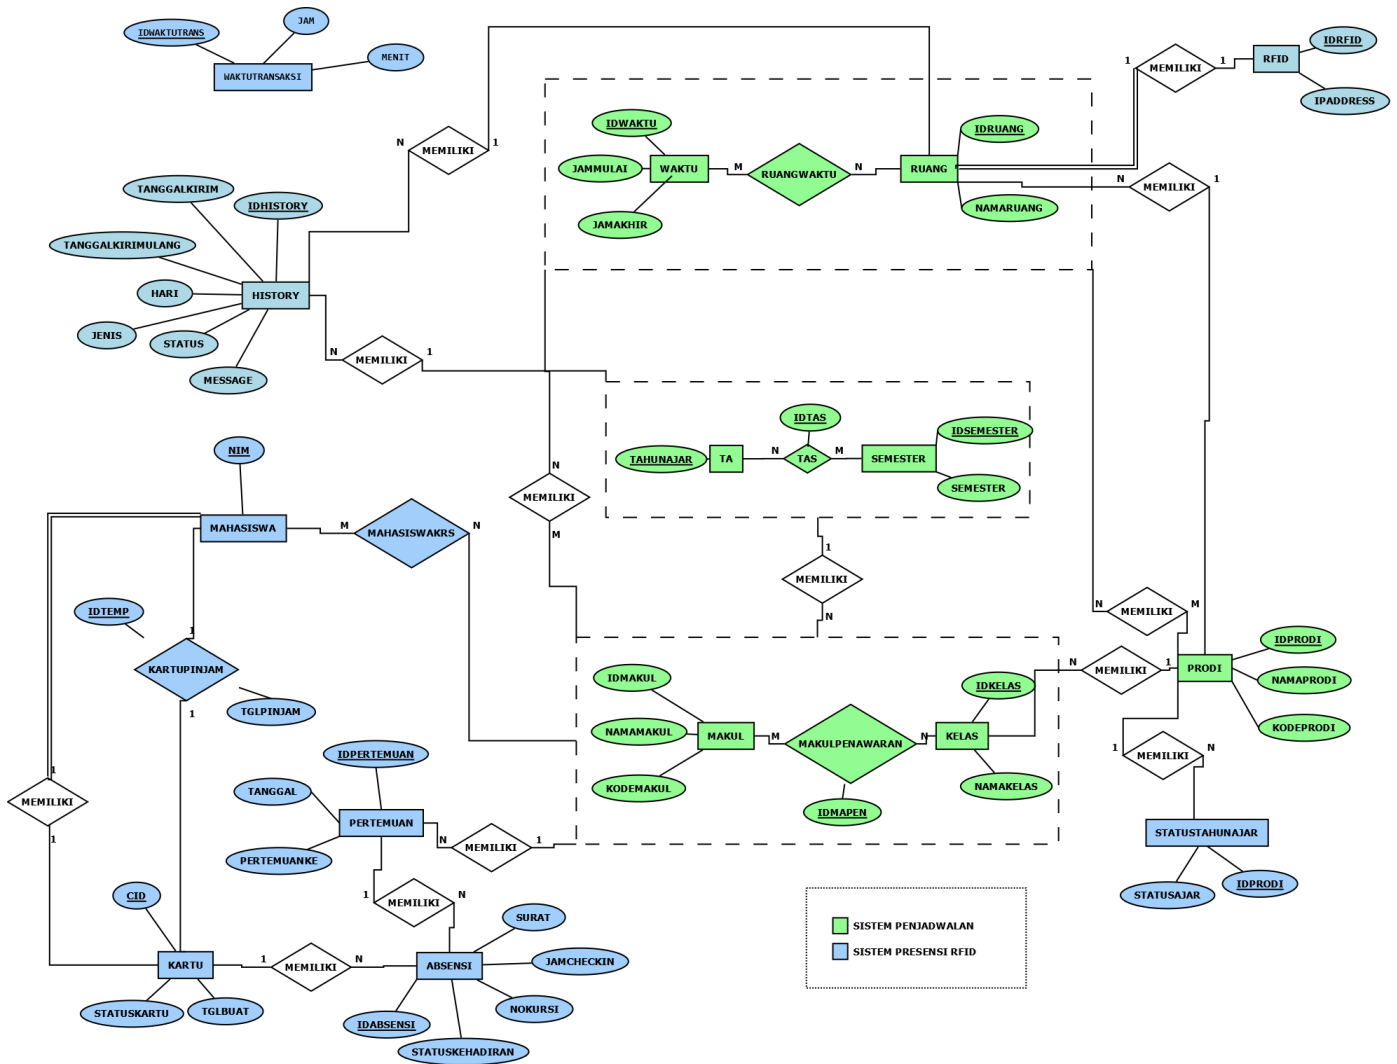 JAM
IDWAKTUTRANS
MENIT
WAKTUTRANSAKSI
IDRFID
RFID
1
MEMILIKI
1
IPADDRESS
IDWAKTU
IDRUANG
N
MEMILIKI
1
JAMMULAI
WAKTU
M
RUANGWAKTU
N
RUANG
N
MEMILIKI
1
TANGGALKIRIM
IDHISTORY
JAMAKHIR
NAMARUANG
TANGGALKIRIMULANG
HARI
HISTORY
JENIS
STATUS
MESSAGE
N
MEMILIKI
1
IDTAS
IDSEMESTER
TAHUNAJAR
TA
N
TAS
M
SEMESTER
SEMESTER
NIM
N
MEMILIKI
M
MAHASISWA
M
MAHASISWAKRS
N
1
MEMILIKI
N
IDTEMP
1
KARTUPINJAM
TGLPINJAM
1
N
MEMILIKI
M
IDPRODI
N
MEMILIKI
1
PRODI
NAMAPRODI
KODEPRODI
IDMAKUL
IDKELAS
NAMAMAKUL
MAKUL
M
MAKULPENAWARAN
N
KELAS
KODEMAKUL
NAMAKELAS
IDMAPEN
1
MEMILIKI
N
1
MEMILIKI
1
IDPERTEMUAN
TANGGAL
PERTEMUAN
N
MEMILIKI
1
PERTEMUANKE
STATUSTAHUNAJAR
STATUSAJAR
IDPRODI
1
MEMILIKI
N
CID
SURAT
KARTU
1
MEMILIKI
N
ABSENSI
JAMCHECKIN
STATUSKARTU
TGLBUAT
NOKURSI
IDABSENSI
STATUSKEHADIRAN
SISTEM PENJADWALAN
SISTEM PRESENSI RFID